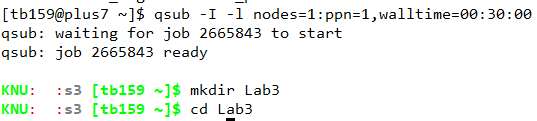 [tb159@plus7 ~]$ qsub -I -l nodes=1:ppn=1,walltime=00:30:00
qsub: waiting for job 2665843 to start
qsub: job 2665843 ready
KNU:  :s3 [tb159 ~]$ mkdir Lab3
KNU:  :s3 [tb159 ~]$ cd Lab3